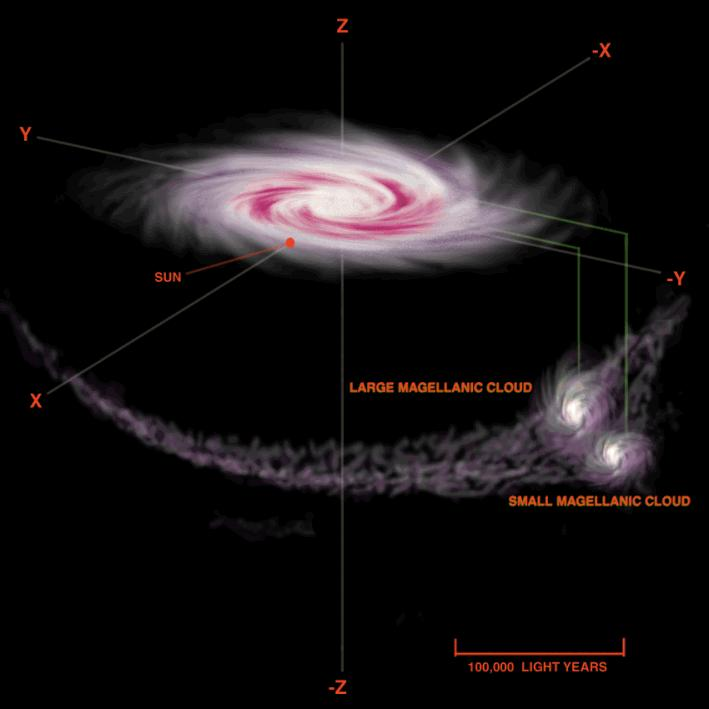 Z
-X
Y
SUN
-Y
X
LARGE MAGELLANIC CLOUD
SMALL MAGELLANIC CLOUD
100,000 LIGHT YEARS
-Z